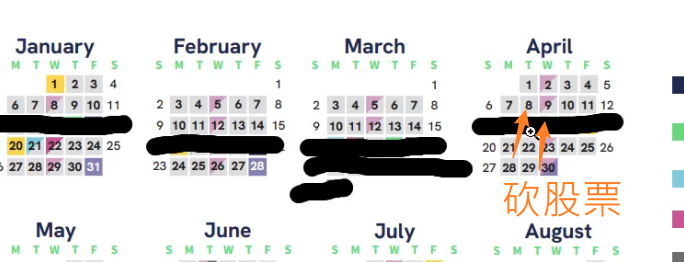 January February March April
M T W T F S S M T W T F S S M T W T F S S M T W T F S
1 2 3 4 1 1 1 2 3 4 5
6 7 8 9 10 11 2 3 4 5 6 7 8 2 3 4 5 6 7 8 6 7 8 9 10 11 12
9 10 11 12 13 14 15 9 10 11 12 13 14 15
20 21 22 23 24 25 20 21 22 23 24 25 26
27 28 29 30 31 23 24 25 26 27 28 27 28 29 30
砍股票
May June July August
M T W T F S S M T W T F S S M T W T F S S M T W T F S